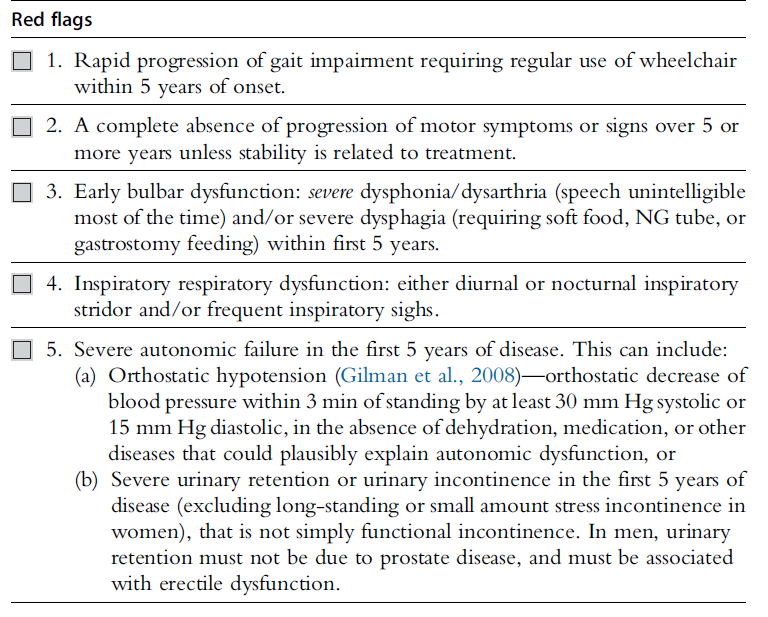 Red flags
1. Rapid progression of gait impairment requiring regular use of wheelchair
within 5 years of onset.
2. A complete absence of progression of motor symptoms or signs over 5 or
more years unless stability is related to treatment.
3. Early bulbar dysfunction: severe dysphonia/dysarthria (speech unintelligible
most of the time) and/or severe dysphagia (requiring soft food, NG tube, or
gastrostomy feeding) within first 5 years.
4. Inspiratory respiratory dysfunction: either diurnal or nocturnal inspiratory
stridor and/or frequent inspiratory sighs.
5. Severe autonomic failure in the first 5 years of disease. This can include:
(a) Orthostatic hypotension (Gilman et al., 2008)—orthostatic decrease of
blood pressure within 3 min of standing by at least 30 mm Hg systolic or
15 mm Hg diastolic, in the absence of dehydration, medication, or other
diseases that could plausibly explain autonomic dysfunction, or
(b) Severe urinary retention or urinary incontinence in the first 5 years of
disease (excluding long-standing or small amount stress incontinence in
women), that is not simply functional incontinence. In men, urinary
retention must not be due to prostate disease, and must be associated
with erectile dysfunction.